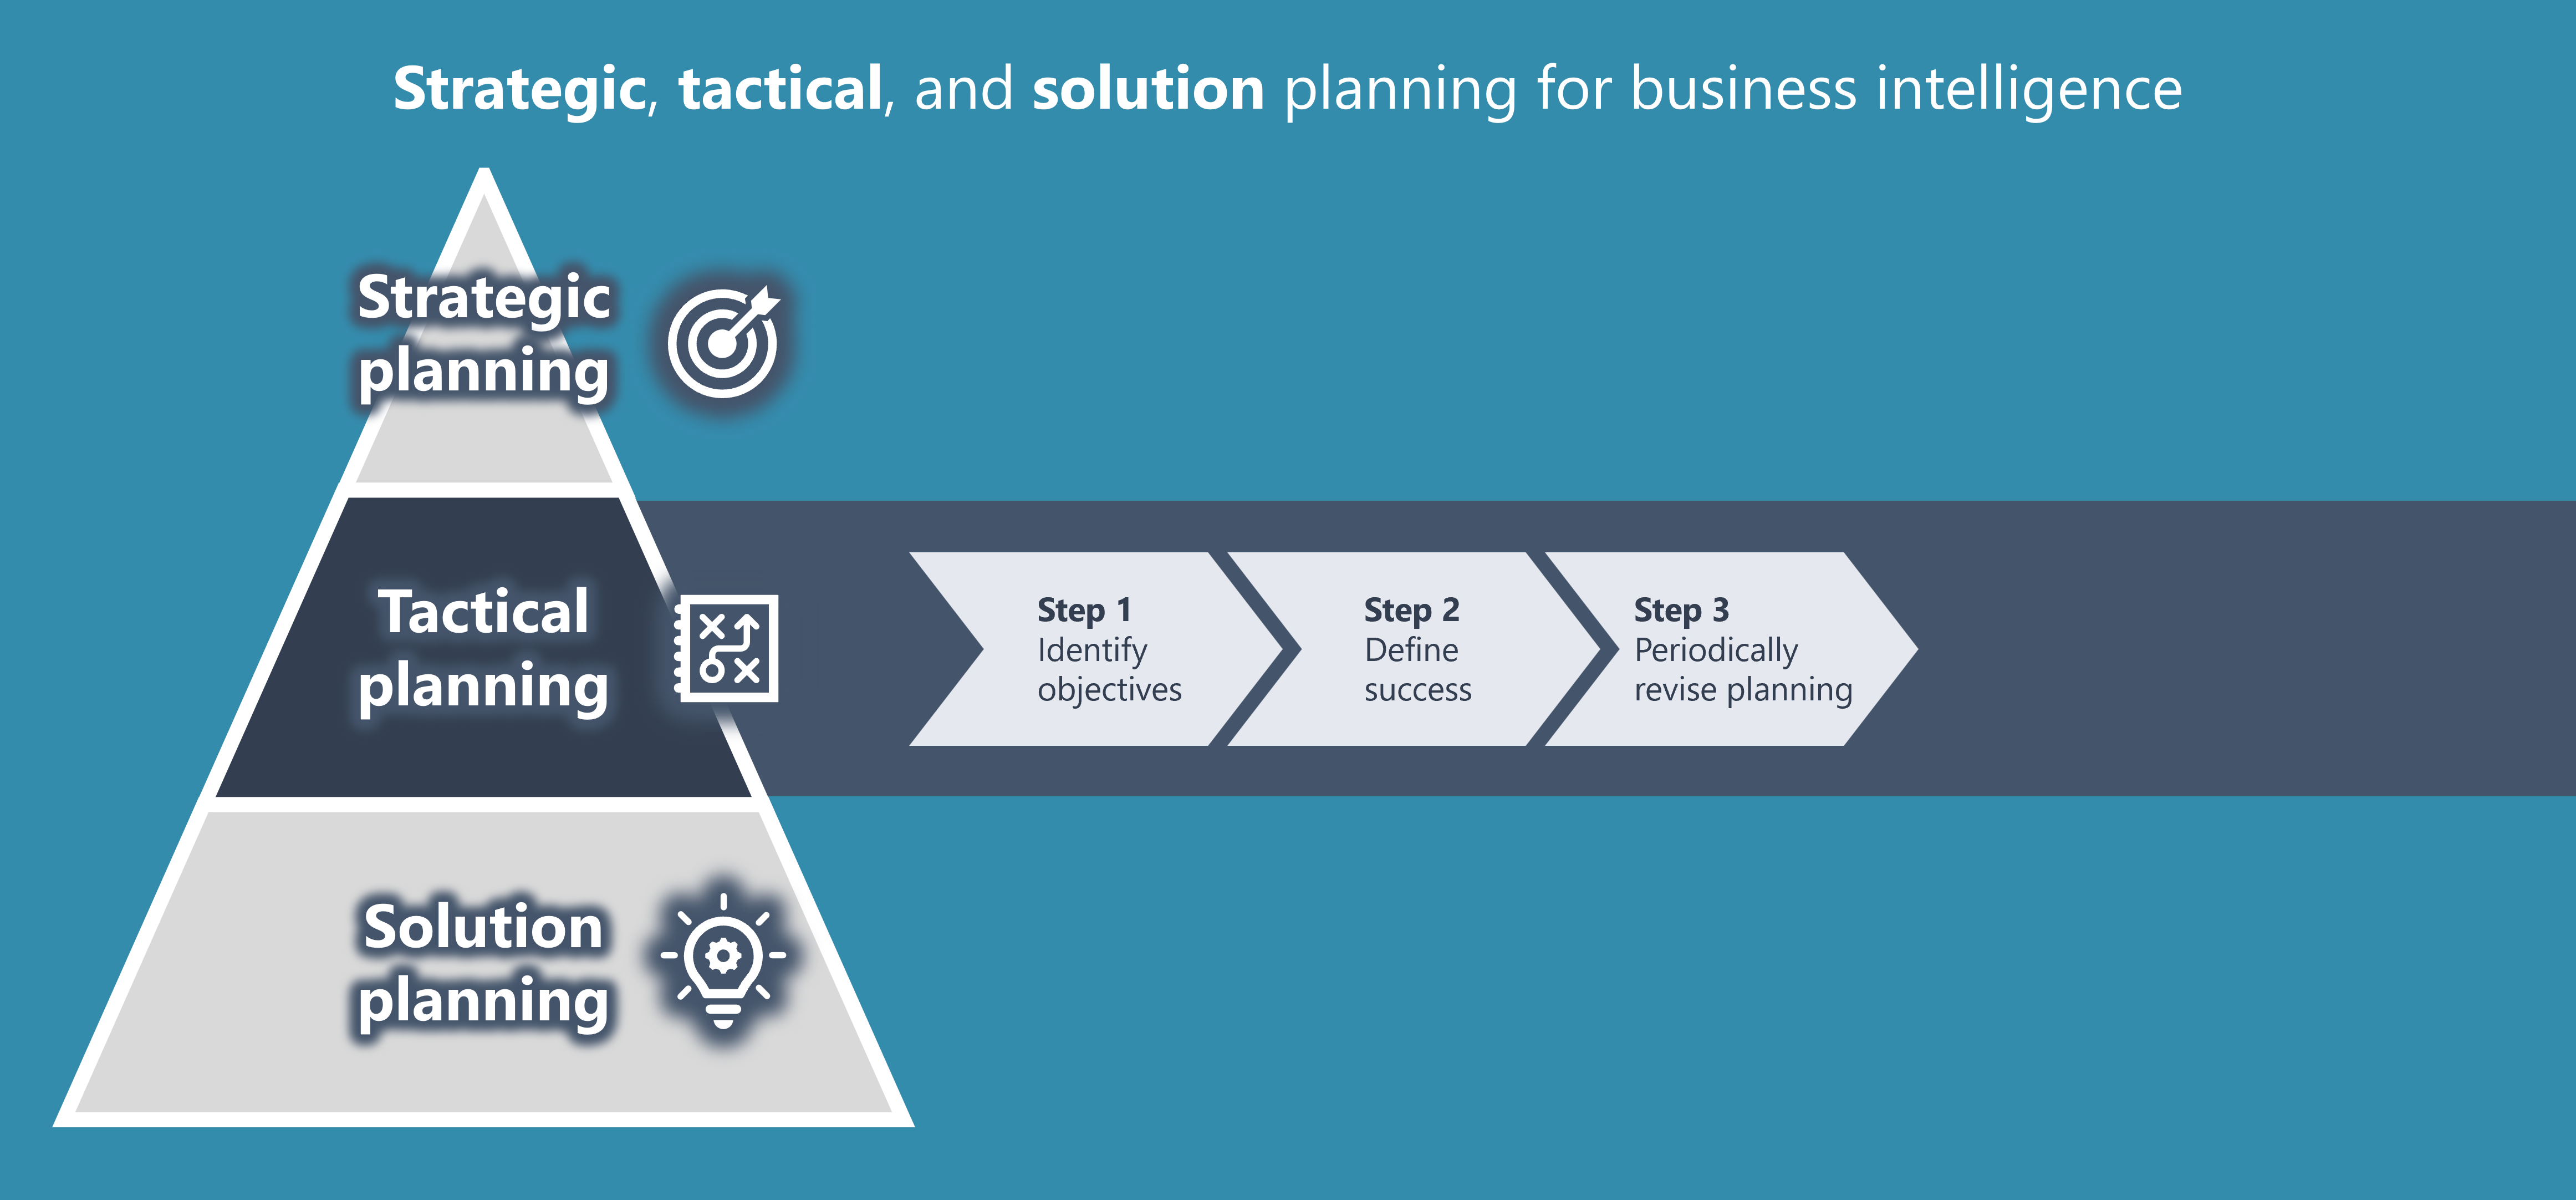 Strategic, tactical, and solution planning for business intelligence
Strategic
planning
Tactical
planning
Step 1
Identify
objectives
Step 2
Define
success
Step 3
Periodically
revise planning
Solution
planning